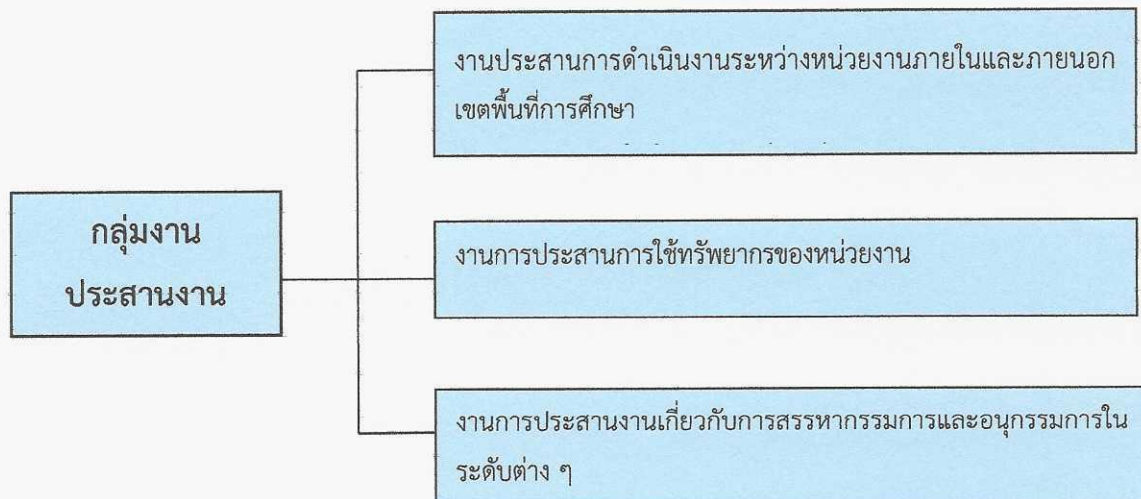 งานประสานการดำเนินงานระหว่างหน่วยงานภายในและภายนอก
เขตพื้นที่การศึกษา
กลุ่มงาน
ประสานงาน
งานการประสานการใช้ทรัพยากรของหน่วยงาน
งานการประสานงานเกี่ยวกับการสรรหากรรมการและอนุกรรมการใน
ระดับต่าง ๆ